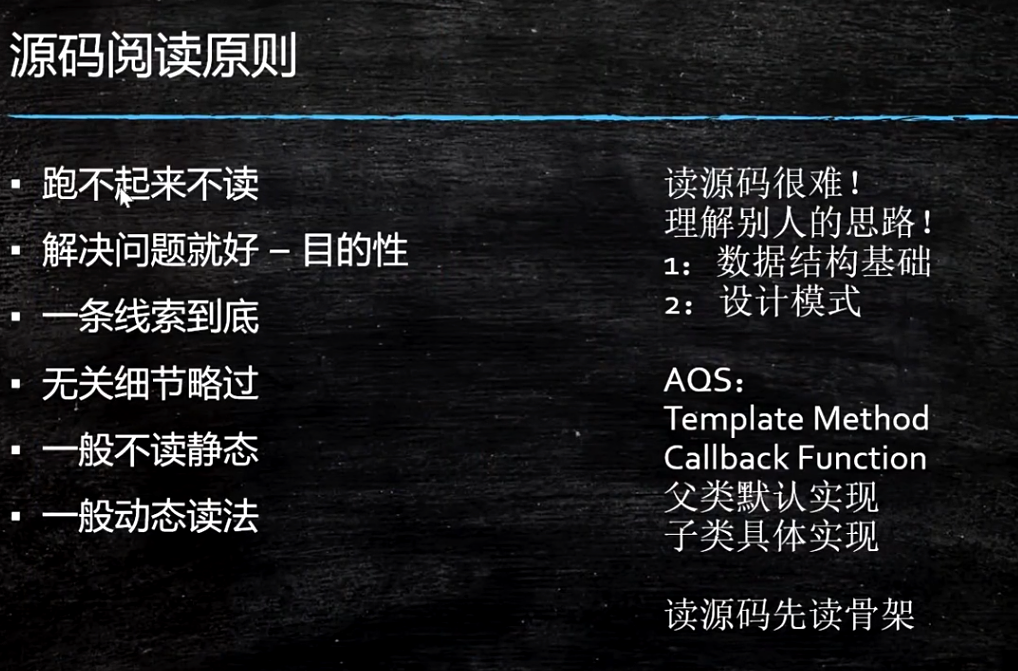 源码阅读原则
▪ 跑不起来不读
▪ 解决问题就好 – 目的性
▪ 一条线索到底
▪ 无关细节略过
▪ 一般不读静态
▪ 一般动态读法
读源码很难！
理解别人的思路！
1：数据结构基础
2：设计模式
AQS：
Template Method
Callback Function
父类默认实现
子类具体实现
读源码先读骨架